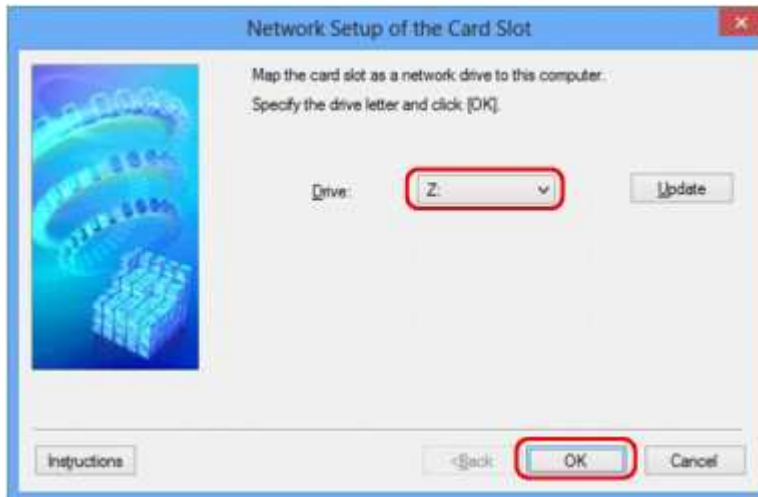 Network Setup of the Card Slot
Map the card slot as a network drive to this computer.
Specify the drive letter and click [OK].
Drive: Z: Update
Instructions <Back OK Cancel